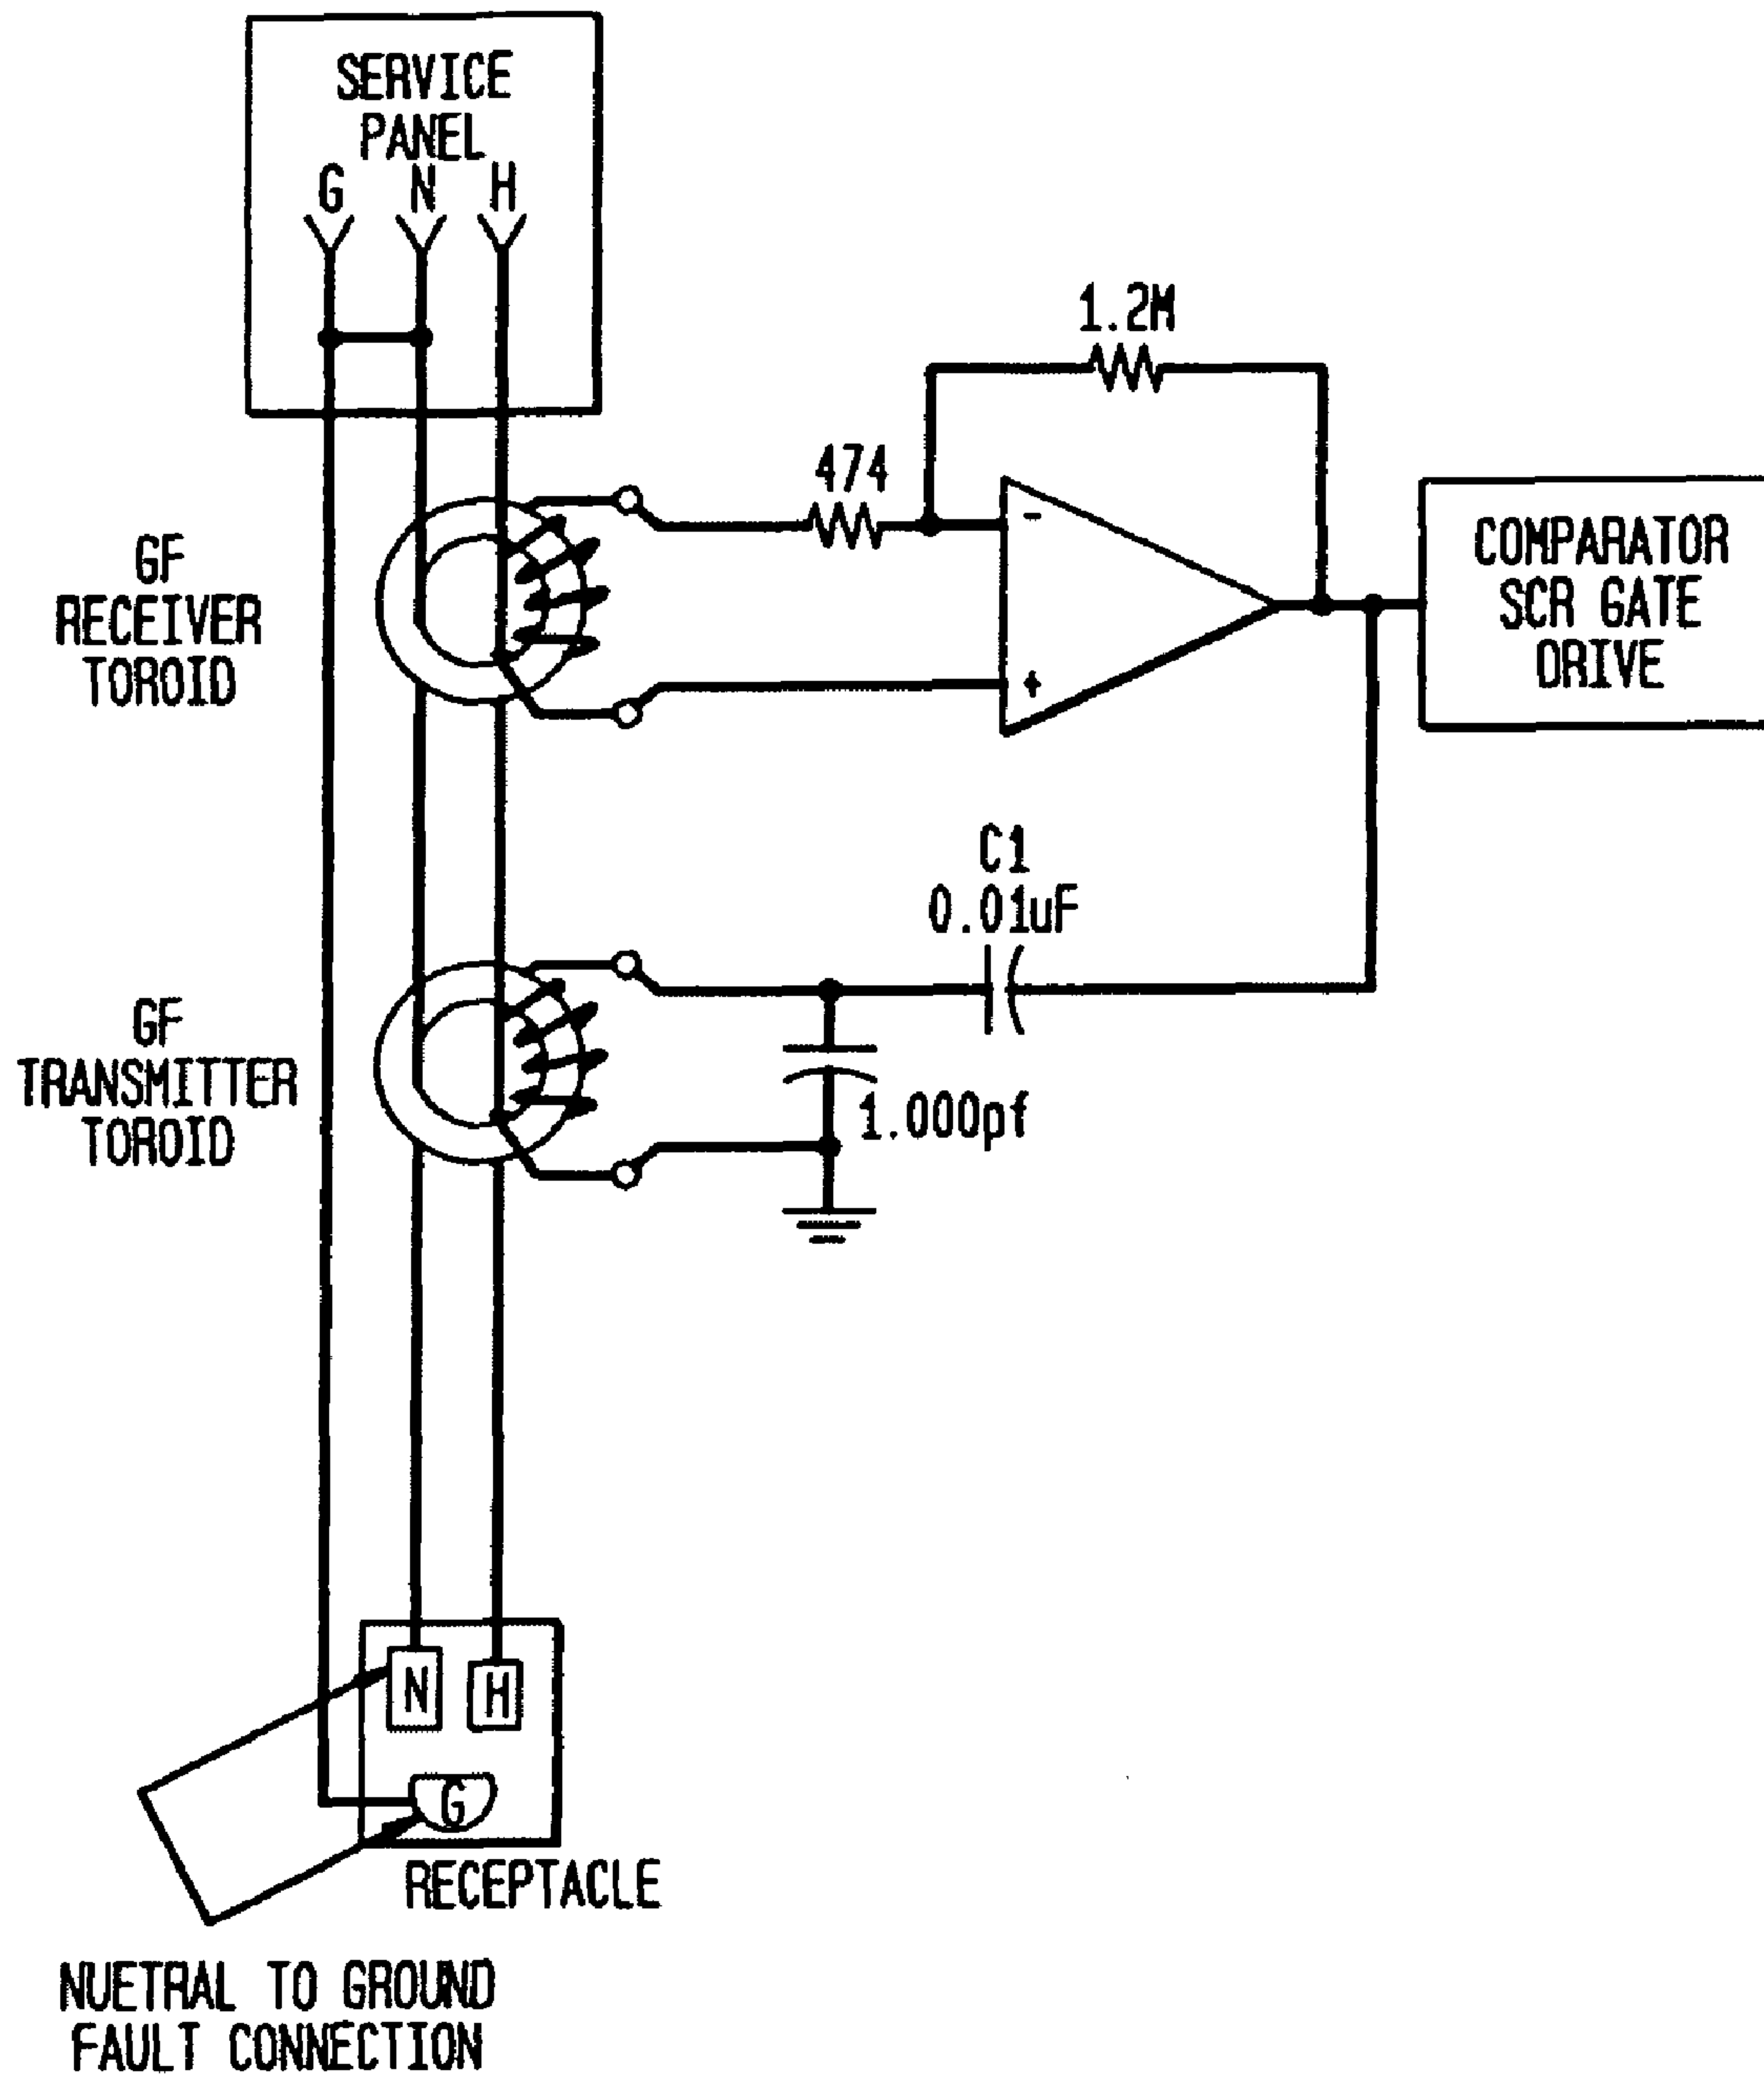 SERVICE
PANEL
G N H
1.2M
474
-
+
COMPARATOR
SCR GATE
DRIVE
GF
RECEIVER
TOROID
C1
0.01uF
GF
TRANSMITTER
TOROID
1.000pf
N H
G
RECEPTACLE
NUETRAL TO GROUND
FAULT CONNECTION